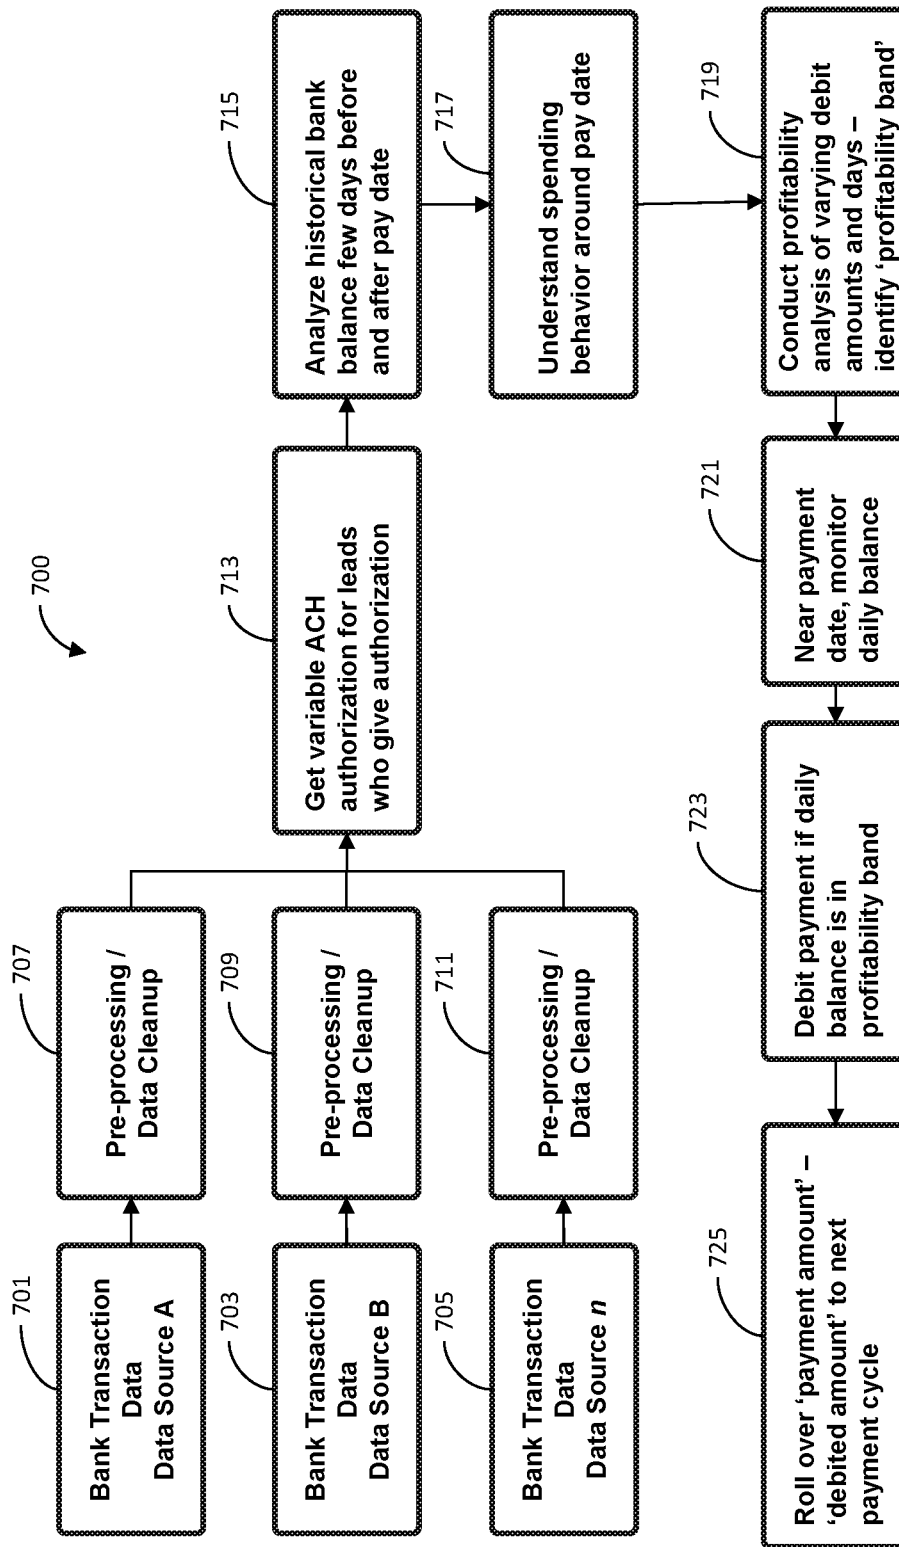 700
701
Bank Transaction
Data
Data Source A
707
Pre-processing /
Data Cleanup
703
Bank Transaction
Data
Data Source B
709
Pre-processing /
Data Cleanup
705
Bank Transaction
Data
Data Source n
711
Pre-processing /
Data Cleanup
713
Get variable ACH
authorization for leads
who give authorization
715
Analyze historical bank
balance few days before
and after pay date
717
Understand spending
behavior around pay date
719
Conduct profitability
analysis of varying debit
amounts and days –
identify ‘profitability band’
721
Near payment
date, monitor
daily balance
723
Debit payment if daily
balance is in
profitability band
725
Roll over ‘payment amount’ –
‘debited amount’ to next
payment cycle